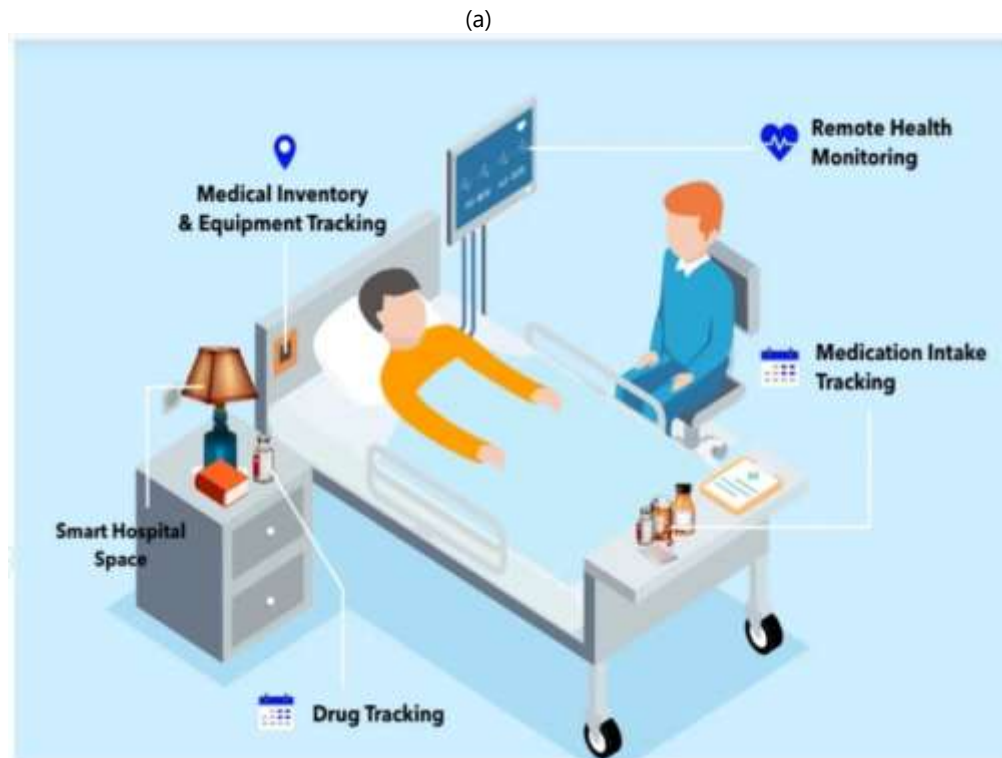 (a)
Remote Health
Monitoring
Medical Inventory
& Equipment Tracking
Medication Intake
Tracking
Smart Hospital
Space
Drug Tracking